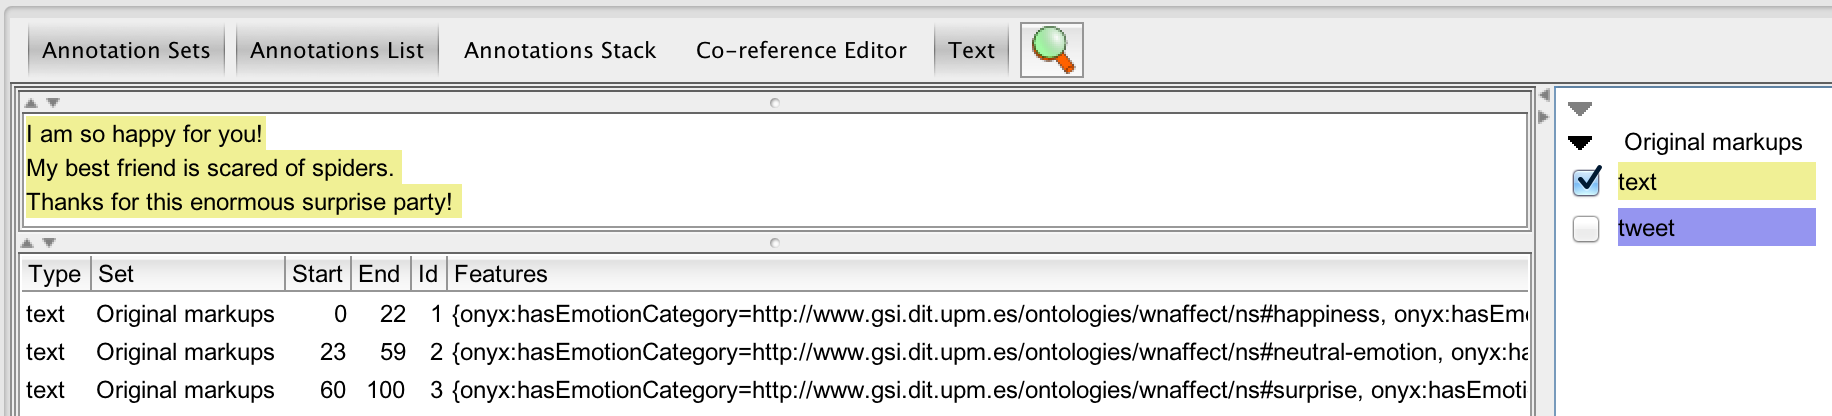 Annotation Sets Annotations List Annotations Stack Co-reference Editor Text
I am so happy for you!
My best friend is scared of spiders.
Thanks for this enormous surprise party!
Original markups
text
tweet
Type Set Start End Id Features
text Original markups 0 22 1 {onyx:hasEmotionCategory=http://www.gsi.dit.upm.es/ontologies/wnaffect/ns#happiness, onyx:hasEmo
text Original markups 23 59 2 {onyx:hasEmotionCategory=http://www.gsi.dit.upm.es/ontologies/wnaffect/ns#neutral-emotion, onyx:ha
text Original markups 60 100 3 {onyx:hasEmotionCategory=http://www.gsi.dit.upm.es/ontologies/wnaffect/ns#surprise, onyx:hasEmoti